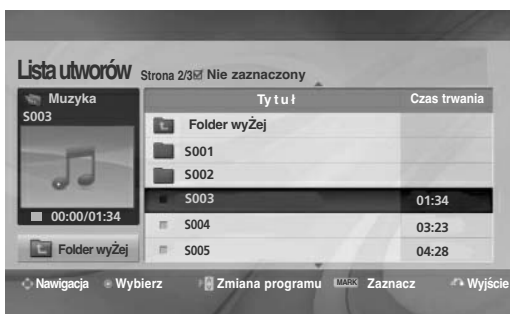 Lista utworów Strona 2/3 Nie zaznaczony
Muzyka
S003
00:00/01:34
Folder wyŻej
Tytuł Czas trwania
Folder wyŻej
S001
S002
S003 01:34
S004 03:23
S005 04:28
Nawigacja Wybierz Zmiana programu MARK Zaznacz Wyjście